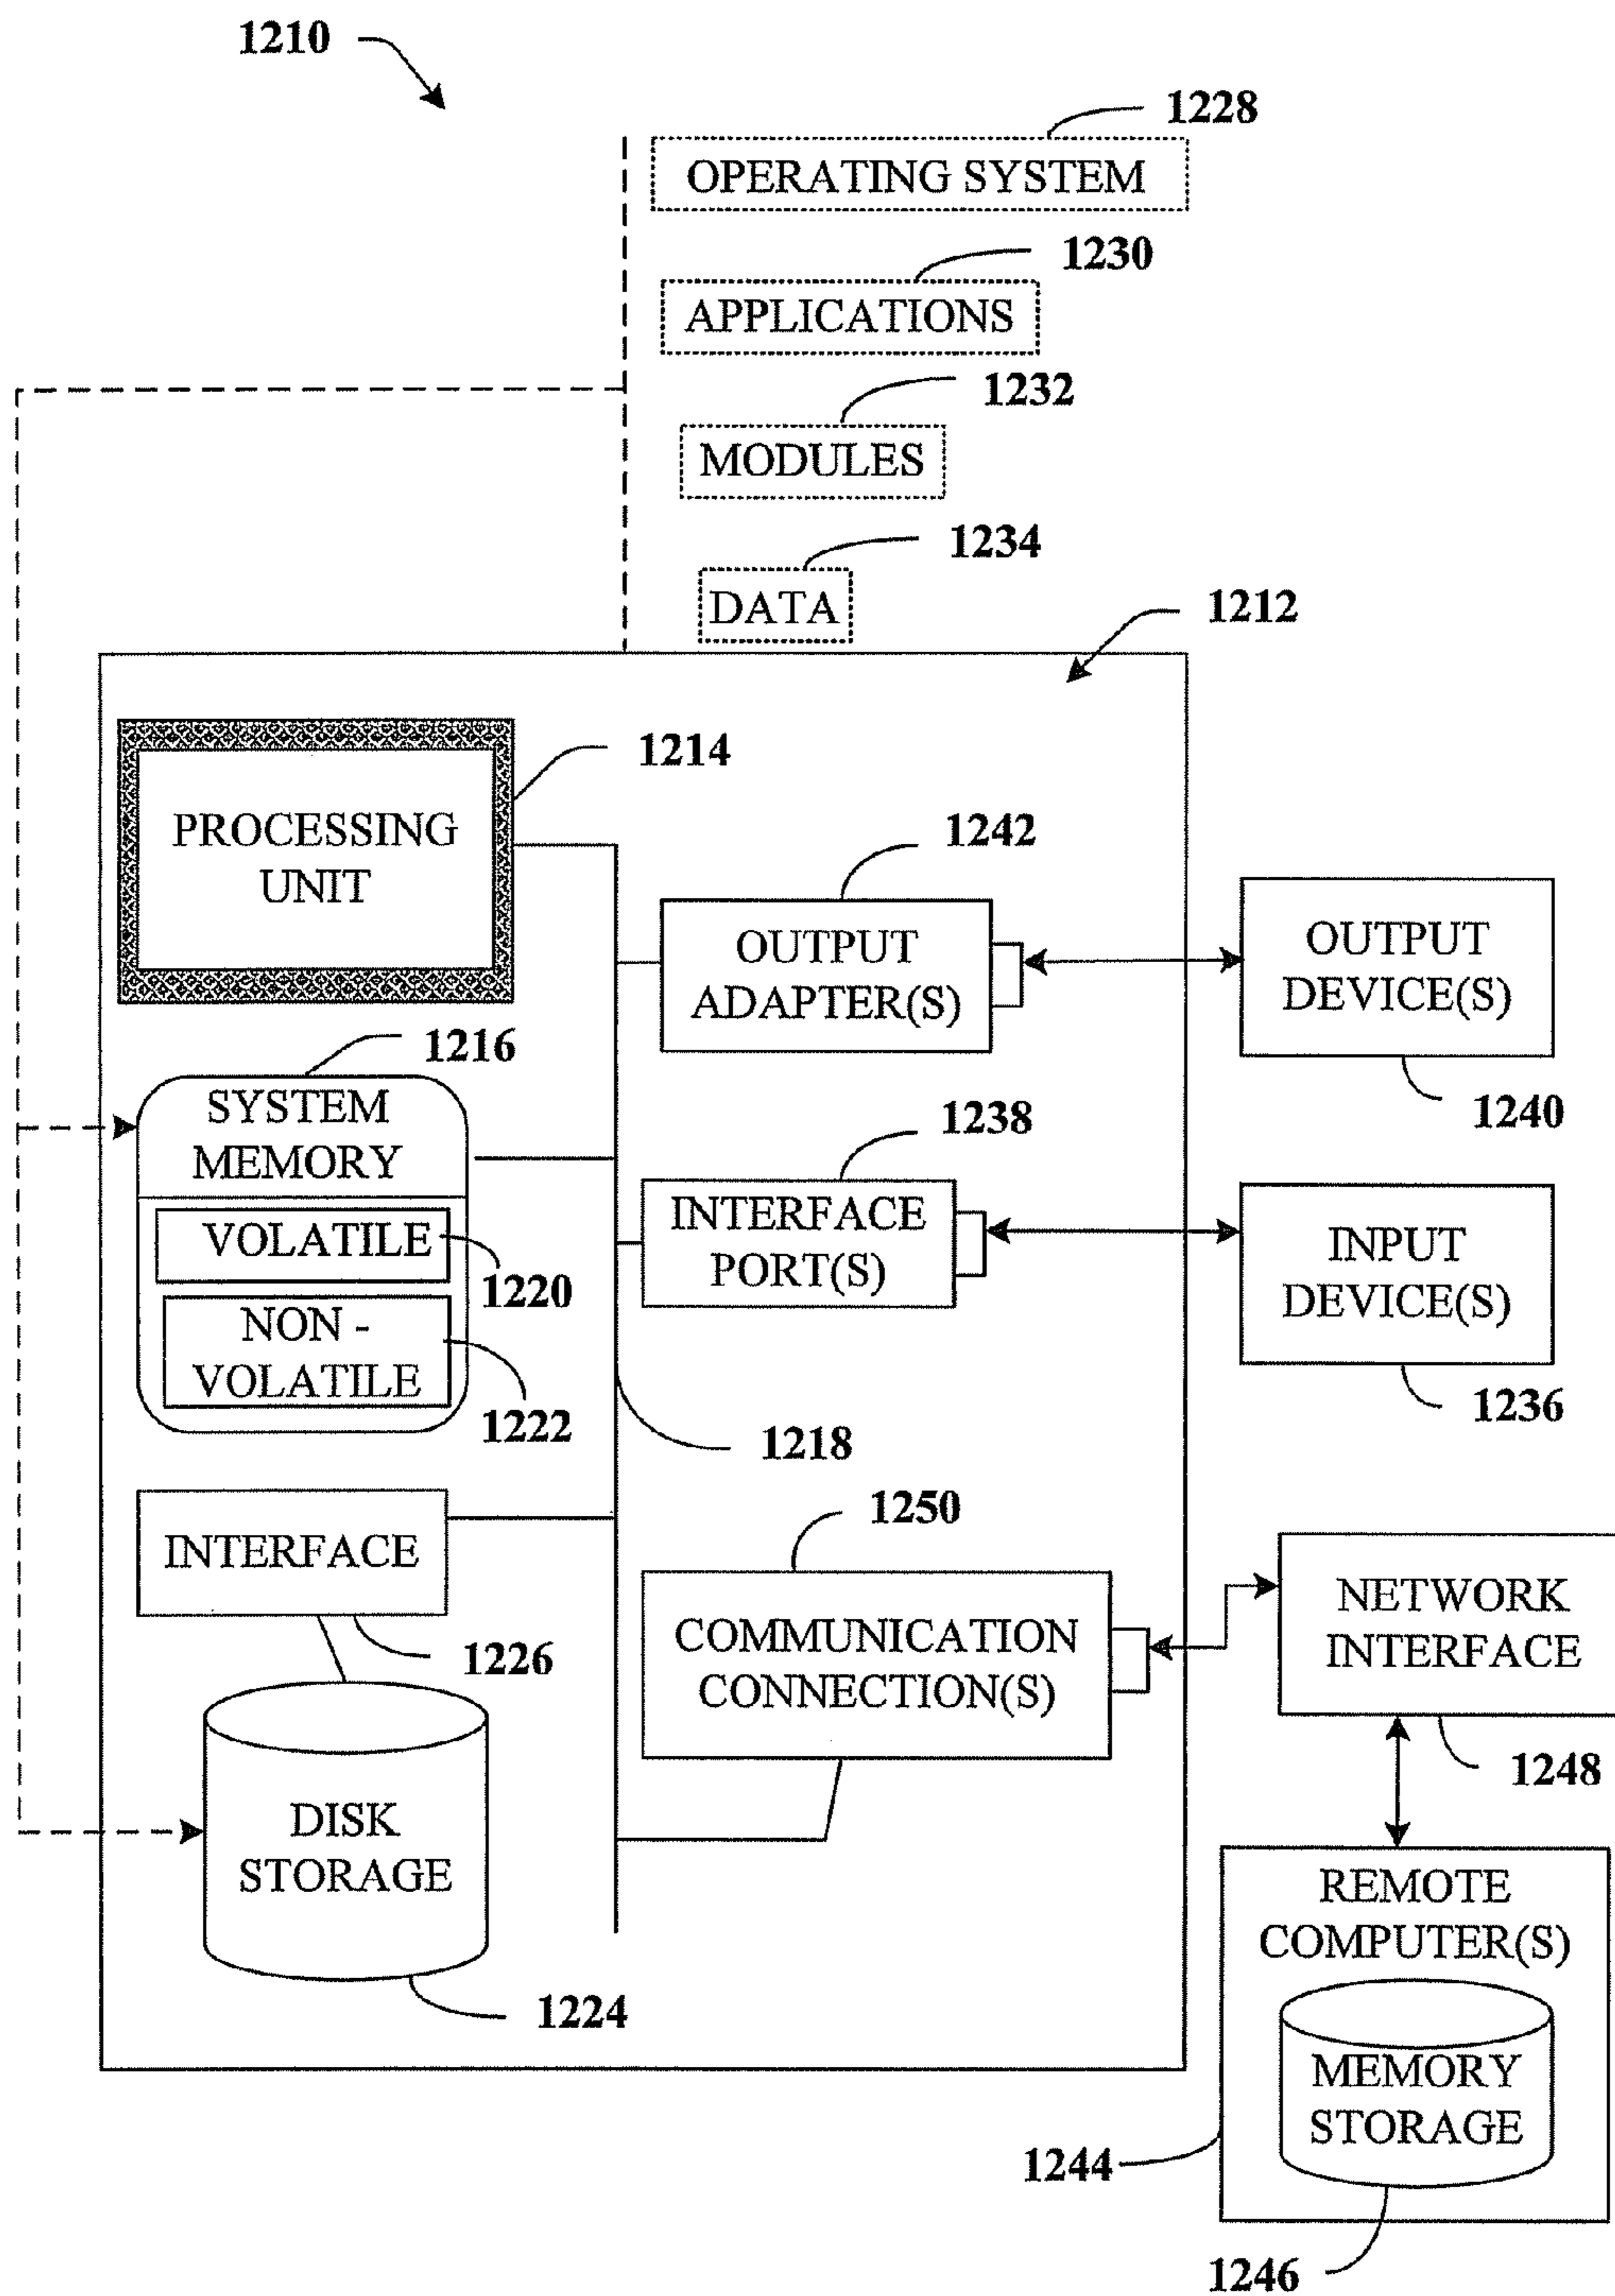 1210
1228
OPERATING SYSTEM
1230
APPLICATIONS
1232
MODULES
1234
DATA
1212
1214
PROCESSING
UNIT
1242
OUTPUT
ADAPTER(S)
OUTPUT
DEVICE(S)
1240
1216
SYSTEM
MEMORY
VOLATILE
1220
NON -
VOLATILE
1222
1238
INTERFACE
PORT(S)
INPUT
DEVICE(S)
1236
1218
INTERFACE
1226
1250
COMMUNICATION
CONNECTION(S)
NETWORK
INTERFACE
1248
DISK
STORAGE
1224
REMOTE
COMPUTER(S)
MEMORY
STORAGE
1244
1246